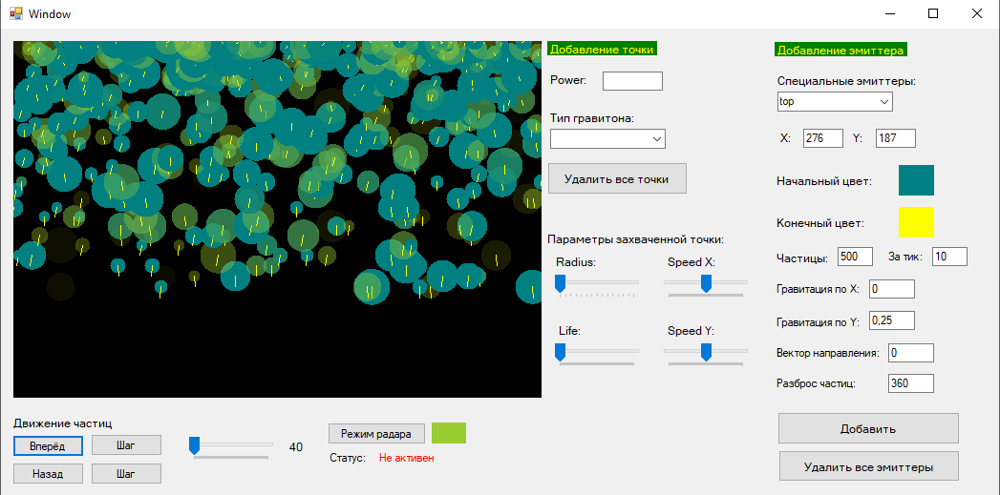 Window
Добавление точки
Power:
Тип гравитона:
Удалить все точки
Параметры захваченной точки:
Radius: Speed X:
Life: Speed Y:
Добавление эмиттера
Специальные эмиттеры:
top
X: 276 Y: 187
Начальный цвет:
Конечный цвет:
Частицы: 500 За тик: 10
Гравитация по X: 0
Гравитация по Y: 0,25
Вектор направления: 0
Разброс частиц: 360
Добавить
Удалить все эмиттеры
Движение частиц
Вперёд Шаг
Назад Шаг
40
Режим радара
Статус: Не активен